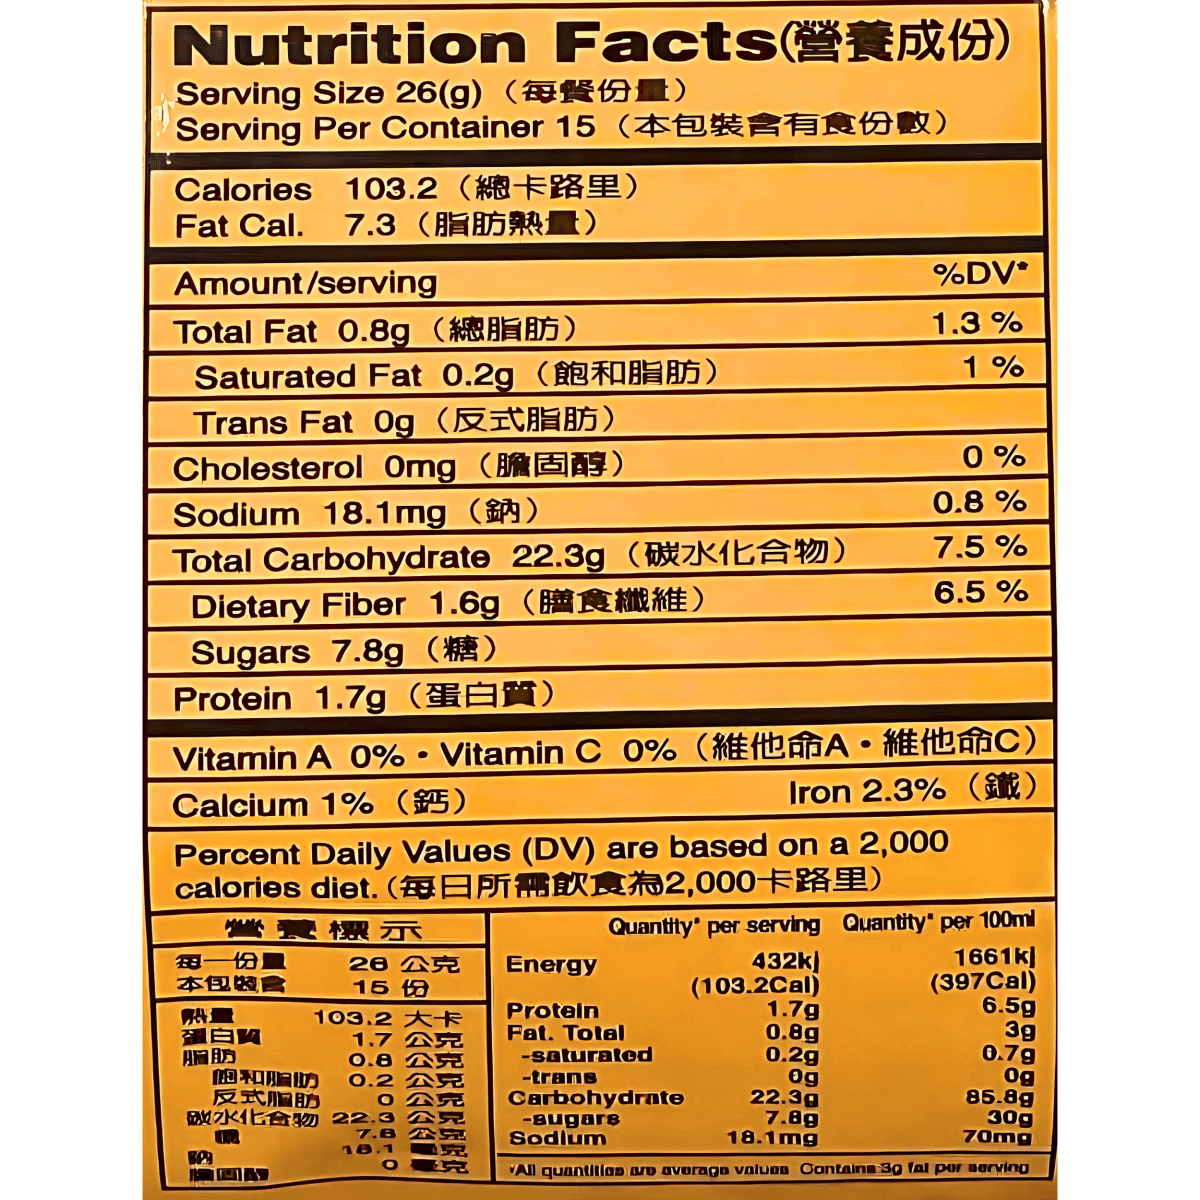 Nutrition Facts(營養成份)
Serving Size 26(g)（每餐份量）
Serving Per Container 15（本包裝含有食份數）
Calories 103.2（總卡路里）
Fat Cal. 7.3（脂肪熱量）
Amount/serving %DV*
Total Fat 0.8g（總脂肪） 1.3 %
Saturated Fat 0.2g（飽和脂肪） 1 %
Trans Fat 0g（反式脂肪）
Cholesterol 0mg（膽固醇） 0 %
Sodium 18.1mg（鈉） 0.8 %
Total Carbohydrate 22.3g（碳水化合物） 7.5 %
Dietary Fiber 1.6g（膳食纖維） 6.5 %
Sugars 7.8g（糖）
Protein 1.7g（蛋白質）
Vitamin A 0%・Vitamin C 0%（維他命A・維他命C）
Calcium 1%（鈣） Iron 2.3%（鐵）
Percent Daily Values (DV) are based on a 2,000
calories diet.（每日所需飲食為2,000卡路里）
營養標示
每一份量 26 公克
本包裝含 15 份
熱量 103.2 大卡
蛋白質 1.7 公克
脂肪 0.8 公克
飽和脂肪 0.2 公克
反式脂肪 0 公克
碳水化合物 22.3 公克
糖 7.8 公克
鈉 18.1 毫克
膽固醇 0 毫克
Quantity* per serving Quantity* per 100ml
Energy 432kj 1661kj
(103.2Cal) (397Cal)
Protein 1.7g 6.5g
Fat. Total 0.8g 3g
-saturated 0.2g 0.7g
-trans 0g 0g
Carbohydrate 22.3g 85.8g
-sugars 7.8g 30g
Sodium 18.1mg 70mg
*All quantities are average values Contains 3g fat per serving